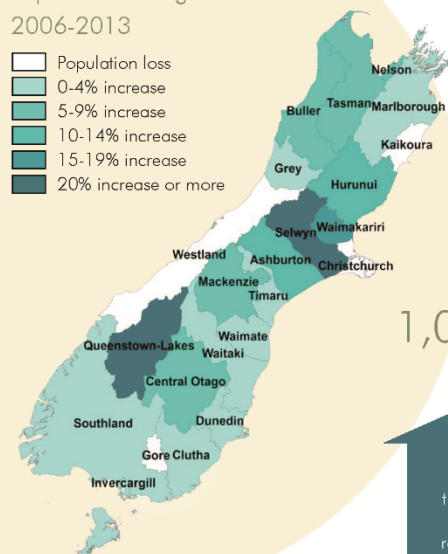 2006-2013
Population loss
0-4% increase
5-9% increase
10-14% increase
15-19% increase
20% increase or more
Nelson
Tasman
Marlborough
Buller
Kaikoura
Grey
Hurunui
Selwyn
Waimakariri
Westland
Ashburton
Christchurch
Mackenzie
Timaru
Waimate
Queenstown-Lakes
Waitaki
Central Otago
Southland
Dunedin
Gore
Clutha
Invercargill